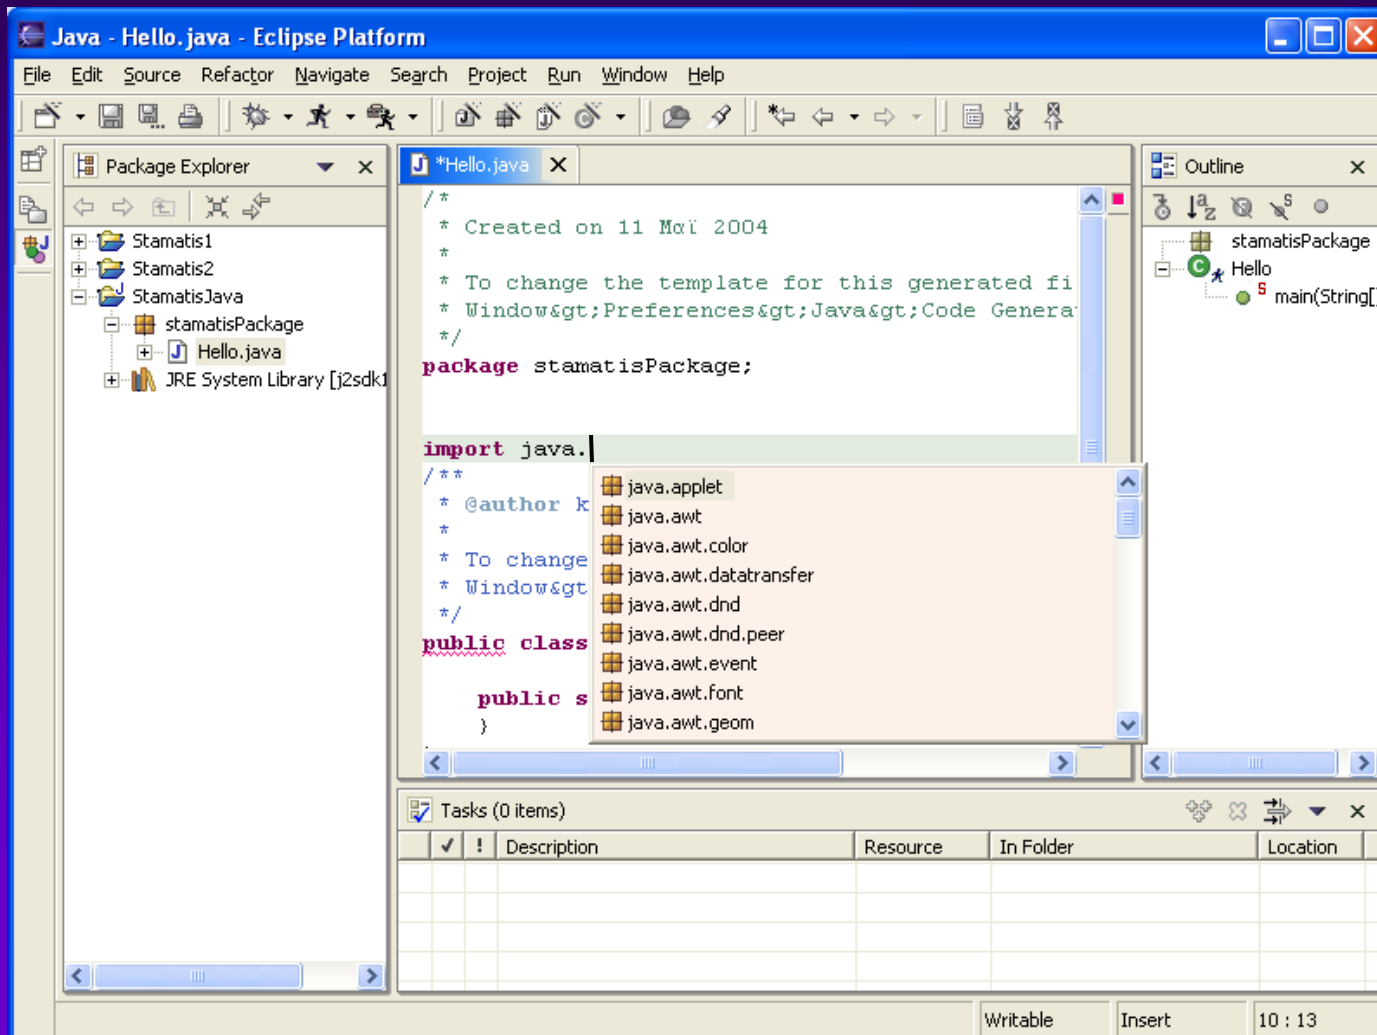 Java - Hello.java - Eclipse Platform
File Edit Source Refactor Navigate Search Project Run Window Help
Package Explorer
Stamatis1
Stamatis2
StamatisJava
stamatisPackage
Hello.java
JRE System Library [j2sdk1
*Hello.java
/*
* Created on 11 Μαϊ 2004
*
* To change the template for this generated fi
* Window&gt;Preferences&gt;Java&gt;Code Genera
*/
package stamatisPackage;
import java.
/**
* @author k
*
* To change
* Window&gt
*/
public class
public s
}
java.applet
java.awt
java.awt.color
java.awt.datatransfer
java.awt.dnd
java.awt.dnd.peer
java.awt.event
java.awt.font
java.awt.geom
Outline
stamatisPackage
Hello
main(String[]
Tasks (0 items)
✓ ! Description Resource In Folder Location
Writable Insert 10 : 13